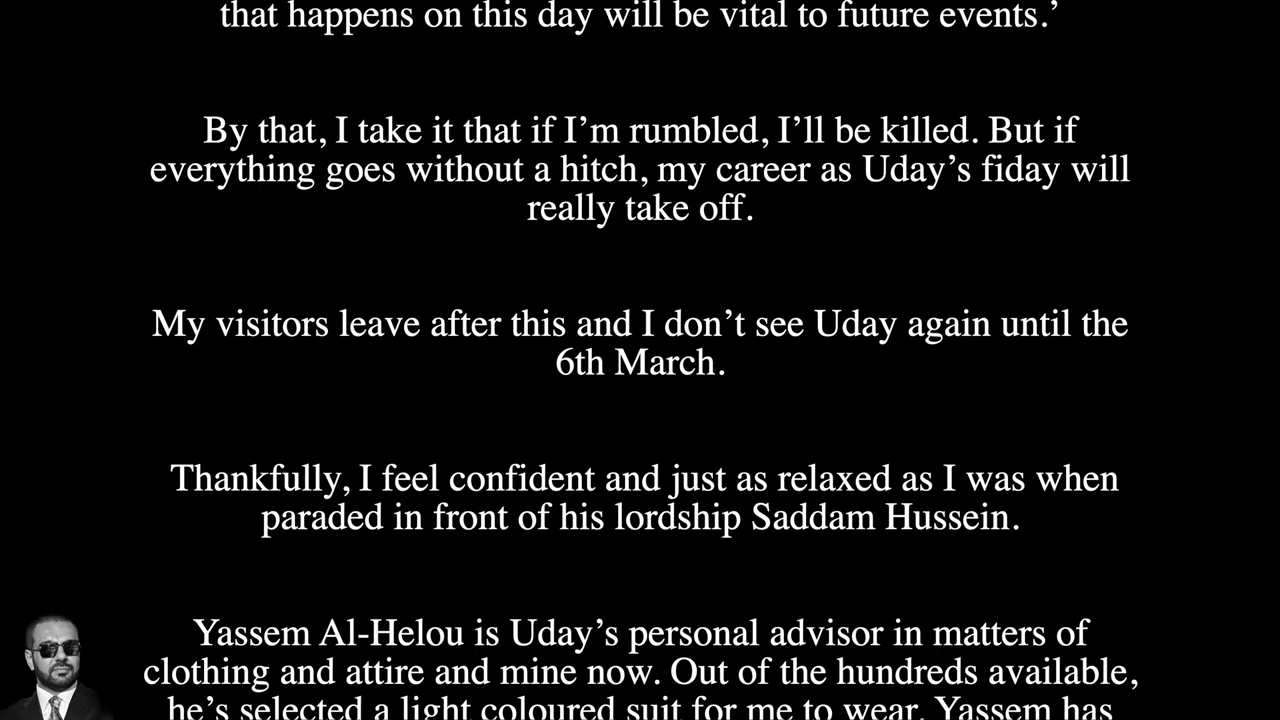 that happens on this day will be vital to future events.’
By that, I take it that if I’m rumbled, I’ll be killed. But if
everything goes without a hitch, my career as Uday’s fiday will
really take off.
My visitors leave after this and I don’t see Uday again until the
6th March.
Thankfully, I feel confident and just as relaxed as I was when
paraded in front of his lordship Saddam Hussein.
Yassem Al-Helou is Uday’s personal advisor in matters of
clothing and attire and mine now. Out of the hundreds available,
he’s selected a light coloured suit for me to wear. Yassem has